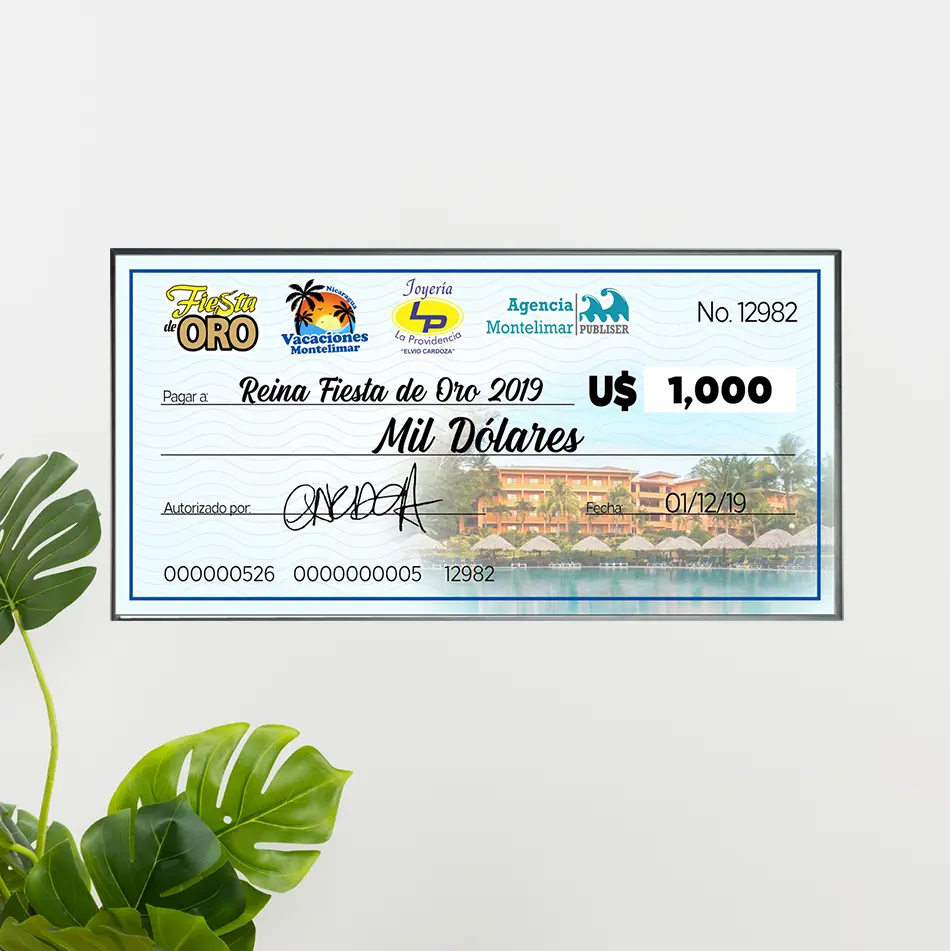 Fiesta
de ORO
Nicaragua
Vacaciones
Montelimar
Joyería
LP
La Providencia
"ELVIO CARDOZA"
Agencia
Montelimar
PUBLISER
No. 12982
Pagar a: Reina Fiesta de Oro 2019 U$ 1,000
Mil Dólares
Autorizado por: Fecha: 01/12/19
000000526 0000000005 12982